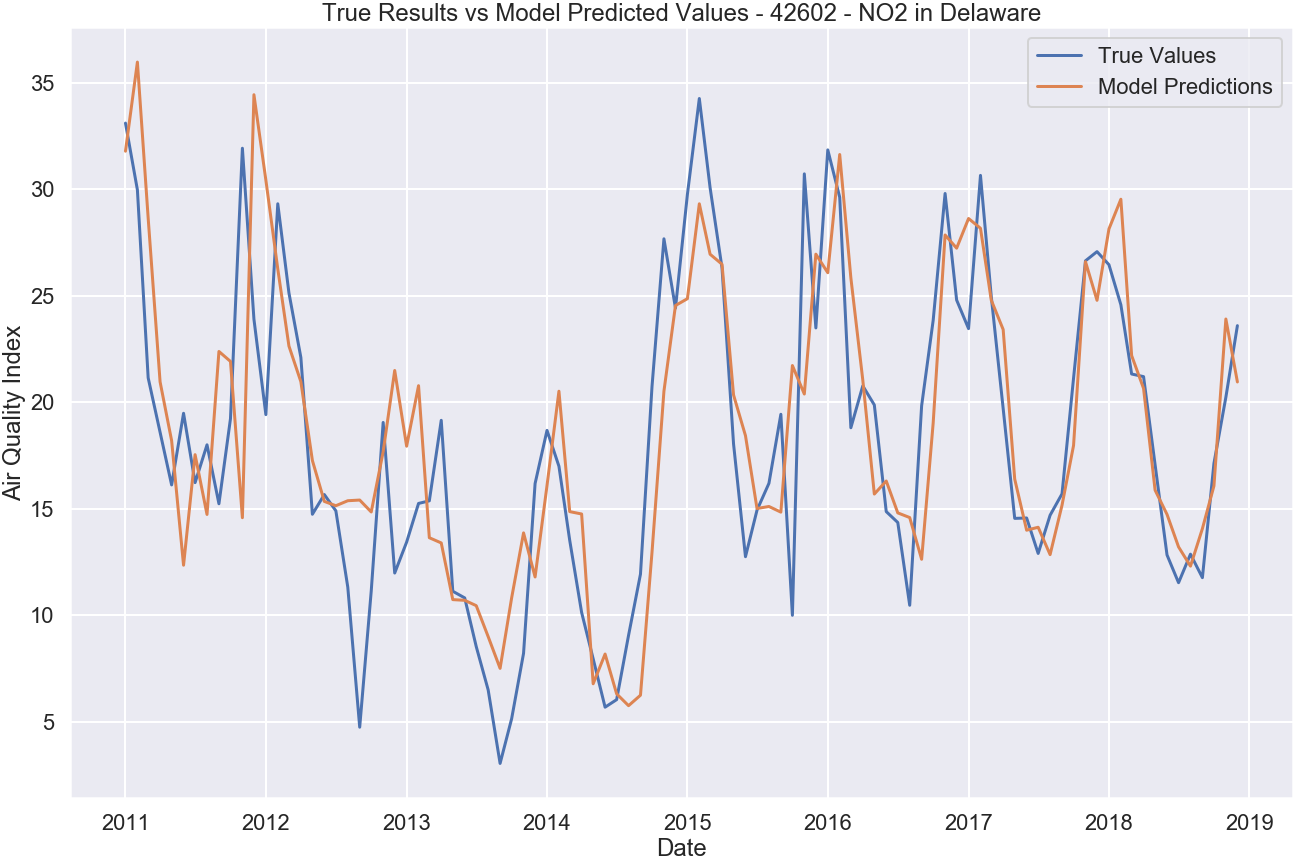 True Results vs Model Predicted Values - 42602 - NO2 in Delaware
True Values
Model Predictions
Air Quality Index
35
30
25
20
15
10
5
2011 2012 2013 2014 2015 2016 2017 2018 2019
Date